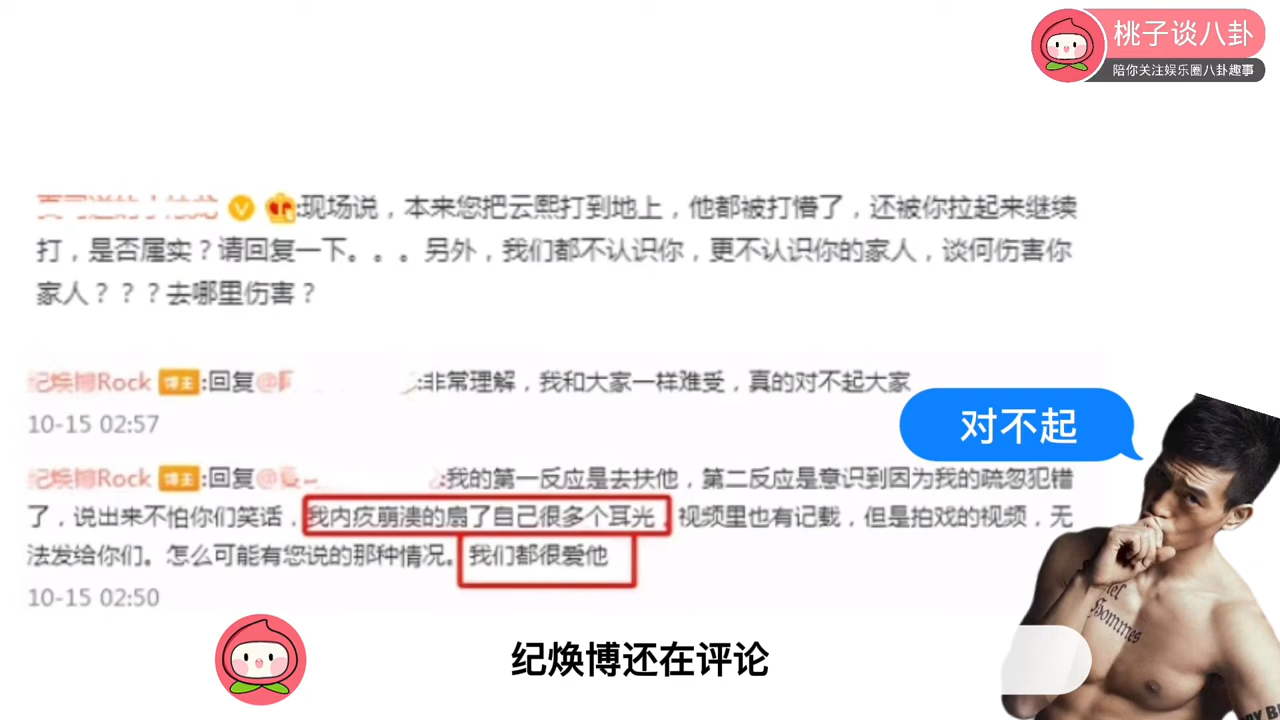 桃子谈八卦
陪你关注娱乐圈八卦趣事
:现场说，本来您把云熙打到地上，他都被打懵了，还被你拉起来继续
打，是否属实？请回复一下。。。另外，我们都不认识你，更不认识你的家人，谈何伤害你
家人？？？去哪里伤害？
纪焕博Rock 博主:回复@ :非常理解，我和大家一样难受，真的对不起大家
10-15 02:57
对不起
纪焕博Rock 博主:回复@ :我的第一反应是去扶他，第二反应是意识到因为我的疏忽犯错
了，说出来不怕你们笑话，我内疚崩溃的扇了自己很多个耳光，视频里也有记载，但是拍戏的视频，无
法发给你们。怎么可能有您说的那种情况。我们都很爱他
10-15 02:50
Hommes
纪焕博还在评论